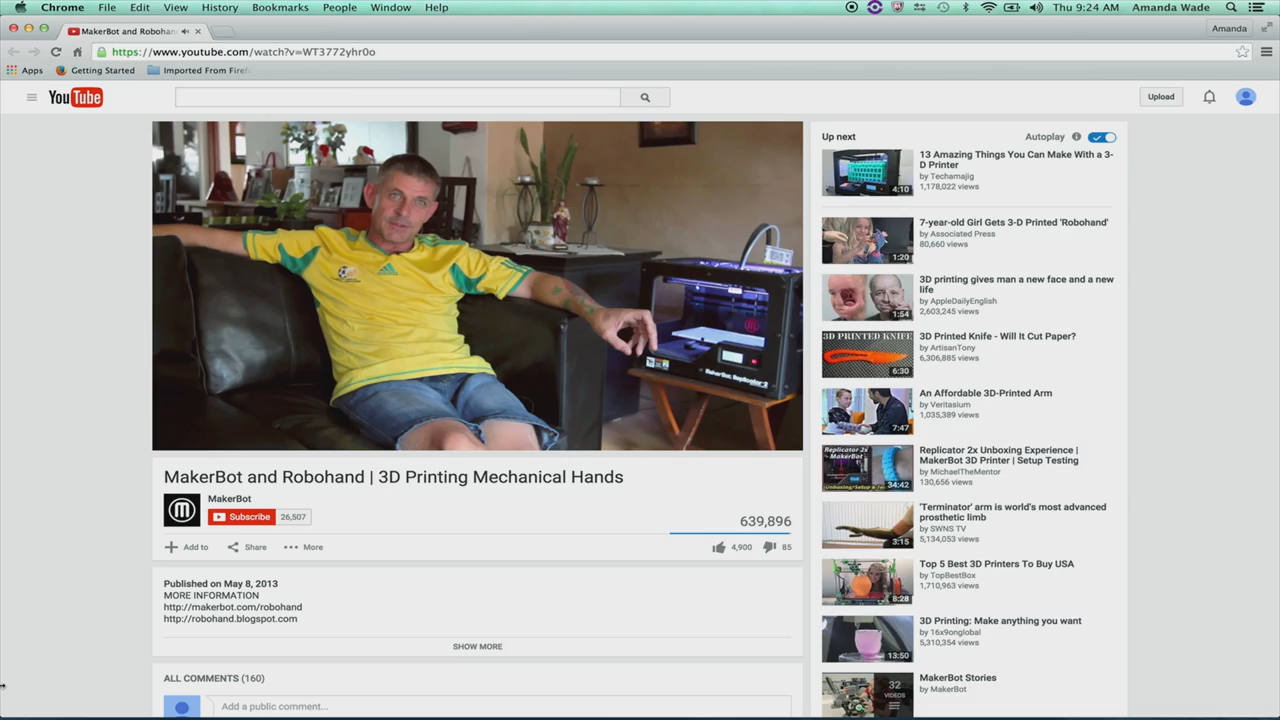 Chrome File Edit View History Bookmarks People Window Help Thu 9:24 AM Amanda Wade
MakerBot and Robohan Amanda
https://www.youtube.com/watch?v=WT3772yhr0o
Apps Getting Started Imported From Firef
YouTube Upload
MakerBot Replicator 2
MakerBot and Robohand | 3D Printing Mechanical Hands
MakerBot
Subscribe 26,507
639,896
Add to Share More 4,900 85
Published on May 8, 2013
MORE INFORMATION
http://makerbot.com/robohand
http://robohand.blogspot.com
SHOW MORE
ALL COMMENTS (160)
Add a public comment...
Up next Autoplay
13 Amazing Things You Can Make With a 3-
D Printer
by Techamajig
1,178,022 views
4:10
7-year-old Girl Gets 3-D Printed 'Robohand'
by Associated Press
80,660 views
1:20
3D printing gives man a new face and a new
life
by AppleDailyEnglish
2,603,245 views
1:54
3D PRINTED KNIFE
3D Printed Knife - Will It Cut Paper?
by ArtisanTony
6,306,885 views
6:30
An Affordable 3D-Printed Arm
by Veritasium
1,035,389 views
7:47
Replicator 2x
Unboxing Experience
Replicator 2x Unboxing Experience |
MakerBot 3D Printer | Setup Testing
by MichaelTheMentor
130,656 views
34:42
'Terminator' arm is world's most advanced
prosthetic limb
by SWNS TV
5,134,053 views
3:15
Top 5 Best 3D Printers To Buy USA
by TopBestBox
1,710,963 views
8:28
3D Printing: Make anything you want
by 16x9onglobal
5,310,354 views
13:50
MakerBot Stories
by MakerBot
32
VIDEOS